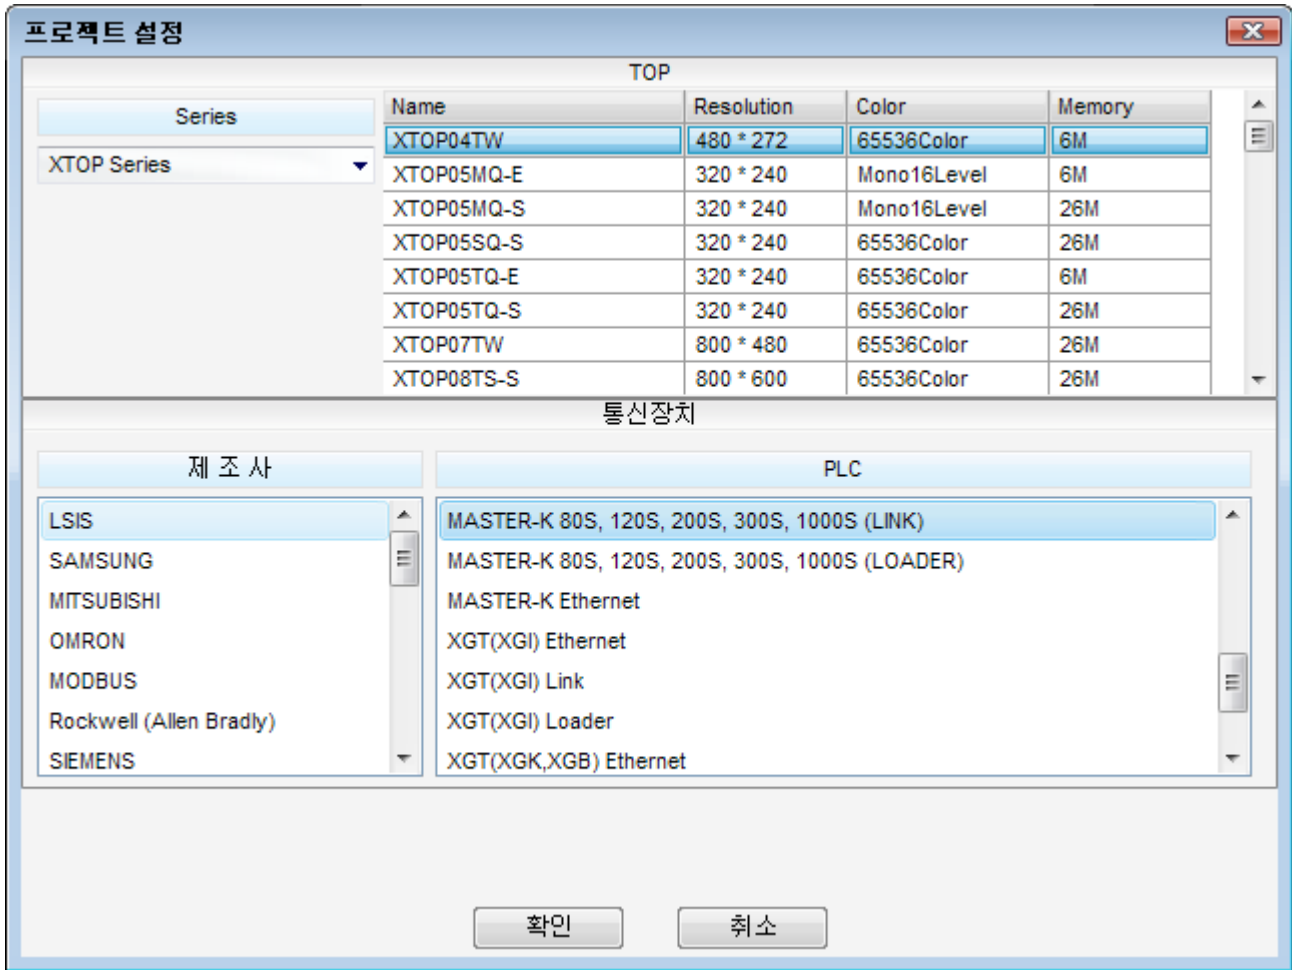 프로젝트 설정
TOP
Series
XTOP Series
Name Resolution Color Memory
XTOP04TW 480 * 272 65536Color 6M
XTOP05MQ-E 320 * 240 Mono16Level 6M
XTOP05MQ-S 320 * 240 Mono16Level 26M
XTOP05SQ-S 320 * 240 65536Color 26M
XTOP05TQ-E 320 * 240 65536Color 6M
XTOP05TQ-S 320 * 240 65536Color 26M
XTOP07TW 800 * 480 65536Color 26M
XTOP08TS-S 800 * 600 65536Color 26M
통신장치
제 조 사
LSIS
SAMSUNG
MITSUBISHI
OMRON
MODBUS
Rockwell (Allen Bradly)
SIEMENS
PLC
MASTER-K 80S, 120S, 200S, 300S, 1000S (LINK)
MASTER-K 80S, 120S, 200S, 300S, 1000S (LOADER)
MASTER-K Ethernet
XGT(XGI) Ethernet
XGT(XGI) Link
XGT(XGI) Loader
XGT(XGK,XGB) Ethernet
확인
취소